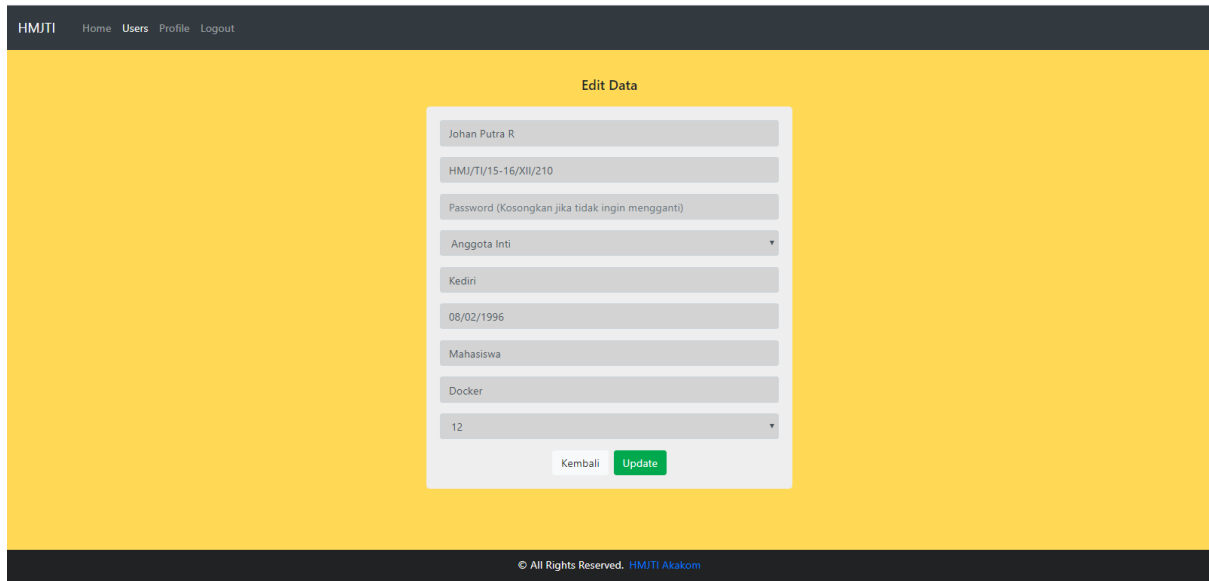 HMJTI Home Users Profile Logout
Edit Data
Johan Putra R
HMJ/TI/15-16/XII/210
Password (Kosongkan jika tidak ingin mengganti)
Anggota Inti
Kediri
08/02/1996
Mahasiswa
Docker
12
Kembali Update
© All Rights Reserved. HMJTI Akakom